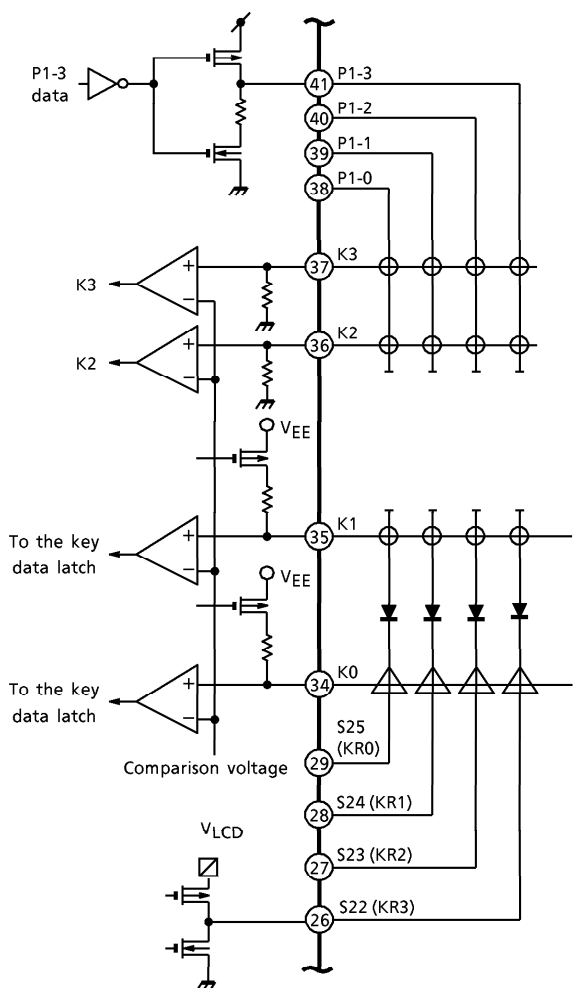 P1-3
data
41 P1-3
40 P1-2
39 P1-1
38 P1-0
K3
+
−
37 K3
K2
+
−
36 K2
VEE
To the key
data latch
+
−
35 K1
VEE
To the key
data latch
+
−
34 K0
Comparison voltage
29 S25
(KR0)
28 S24 (KR1)
VLCD
27 S23 (KR2)
26 S22 (KR3)